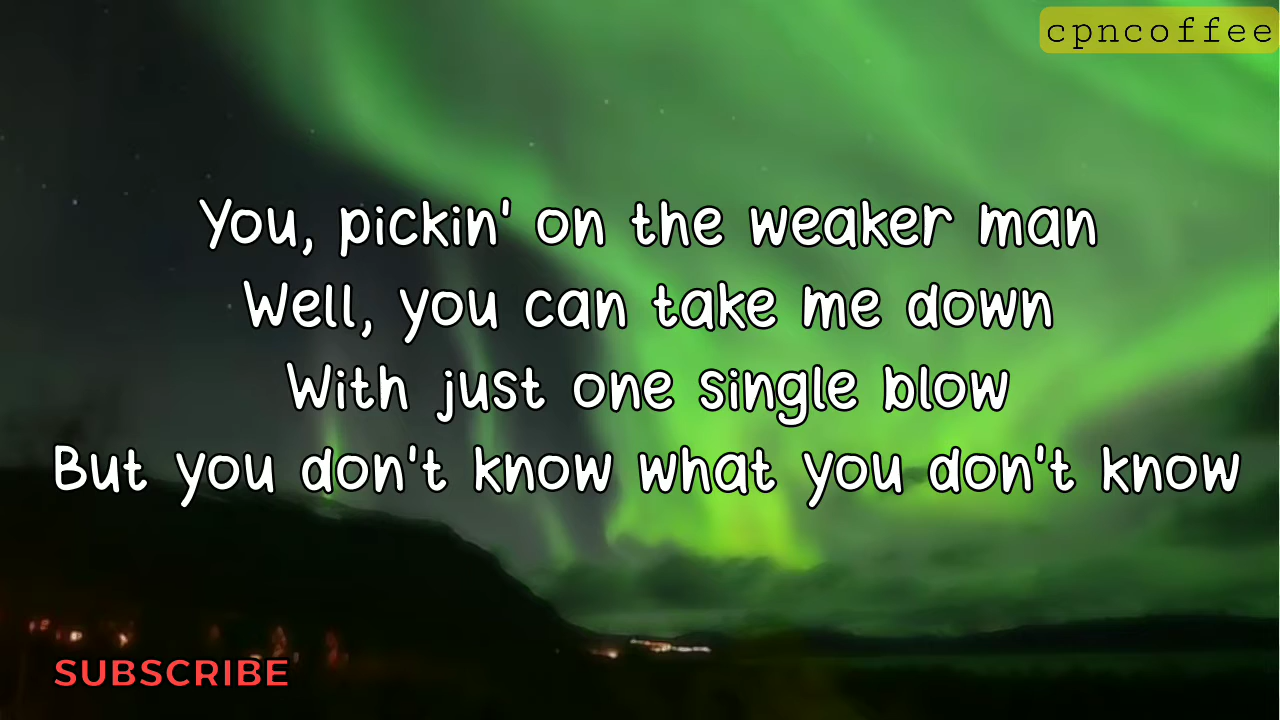 cpncoffee
You, pickin' on the weaker man
Well, you can take me down
With just one single blow
But you don't know what you don't know
SUBSCRIBE